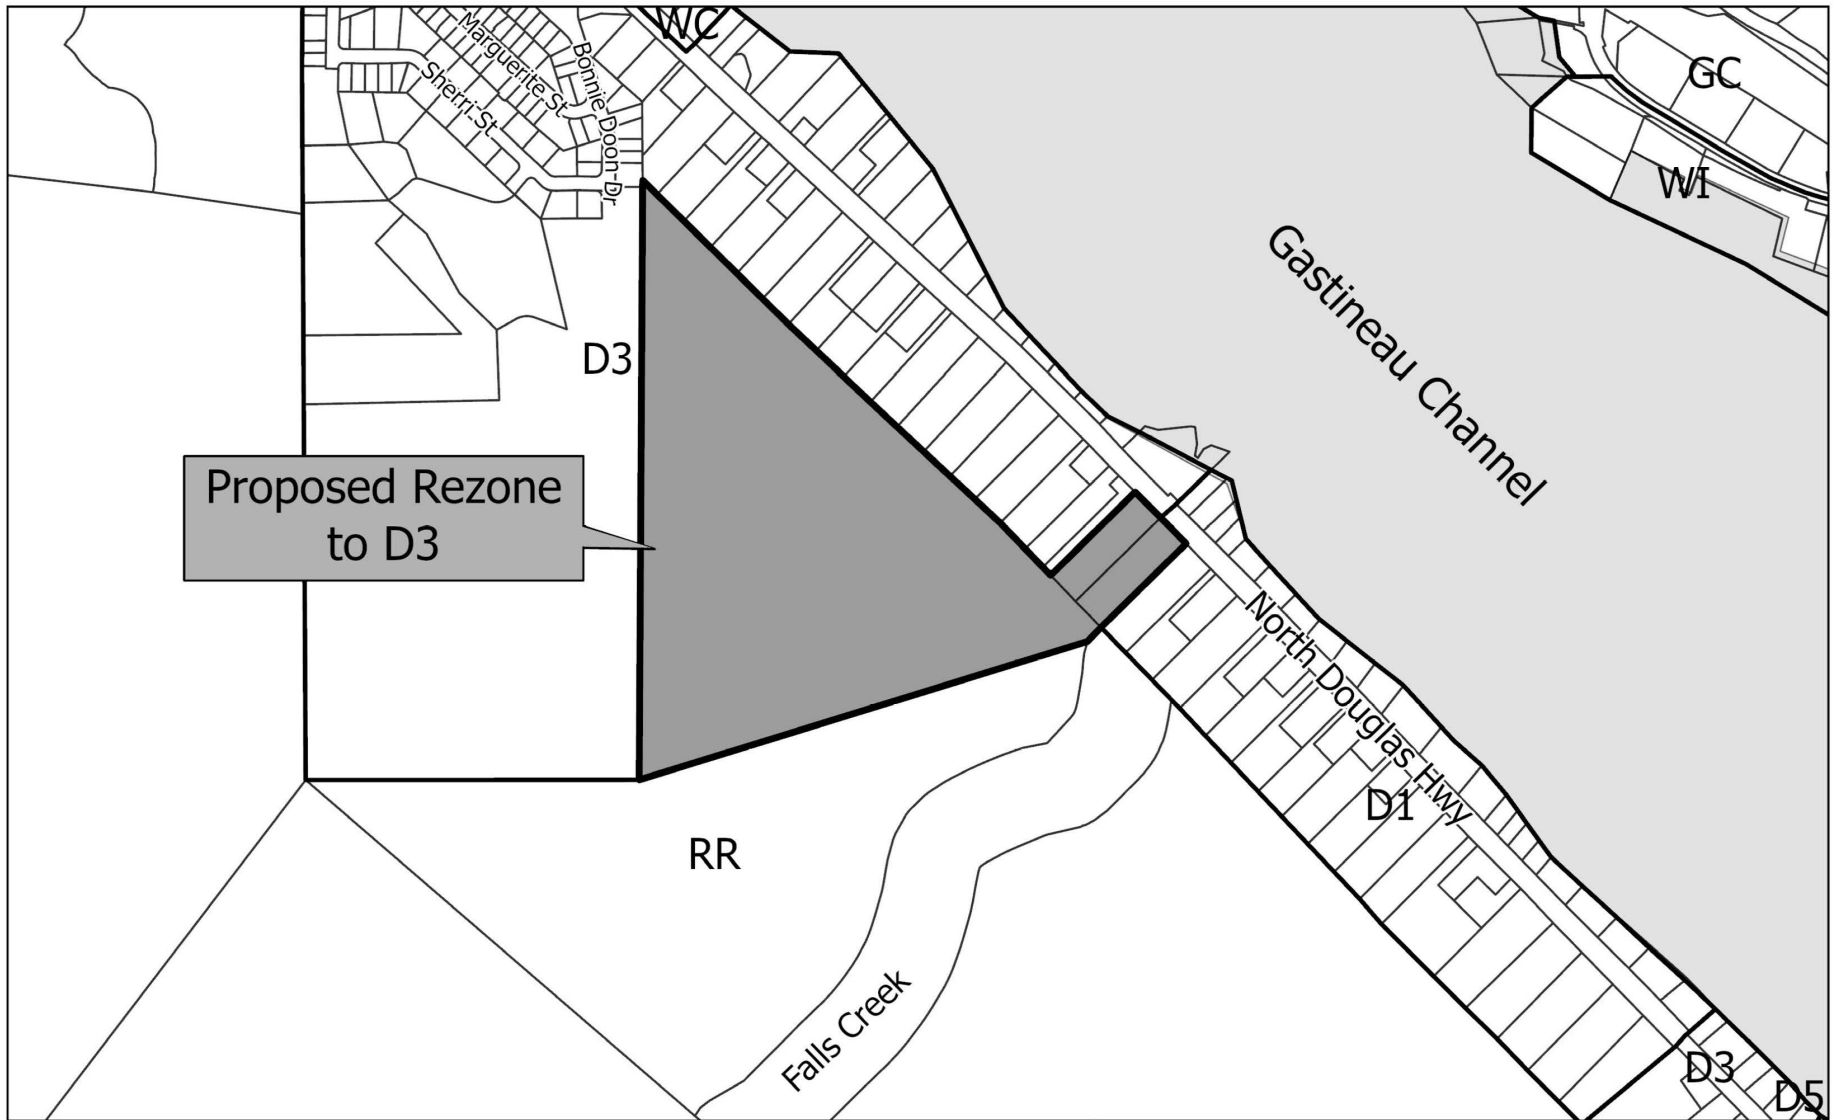 WC
Marguerite St
Bonnie Doon Dr
Sherri St
GC
WI
Gastineau Channel
D3
Proposed Rezone
to D3
North Douglas Hwy
D1
RR
Falls Creek
D3
D5